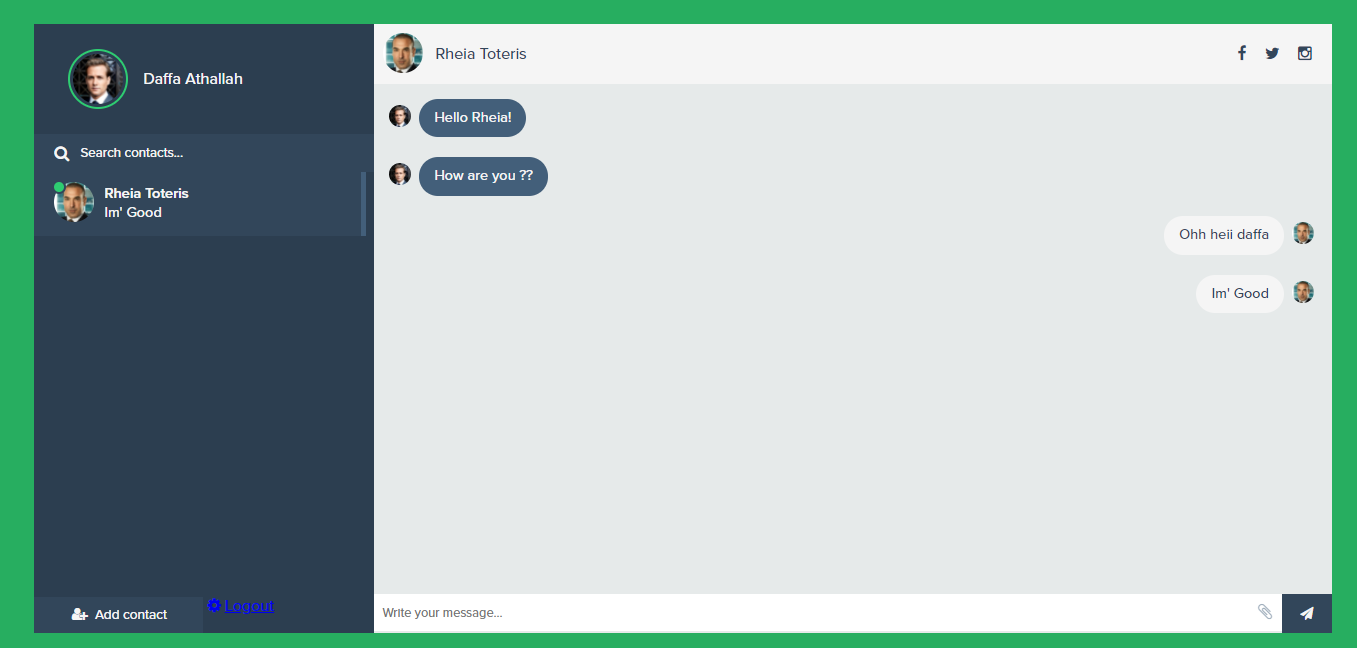 Daffa Athallah
Search contacts...
Rheia Toteris
Im' Good
Add contact
Logout
Rheia Toteris
Hello Rheia!
How are you ??
Ohh heii daffa
Im' Good
Write your message...